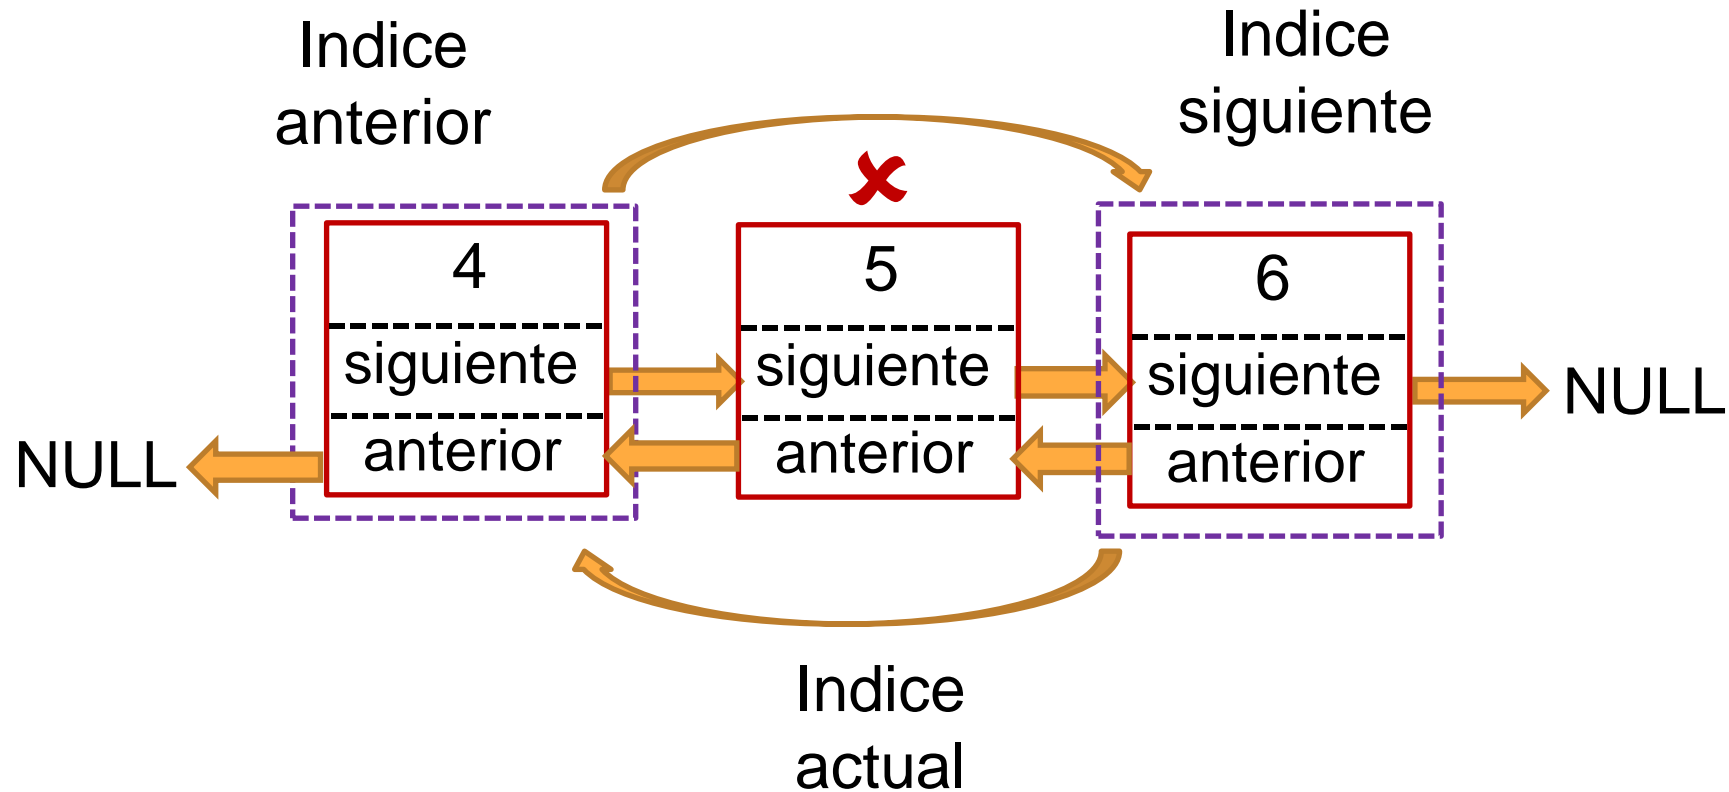 Indice
anterior
Indice
siguiente
4
siguiente
anterior
5
siguiente
anterior
6
siguiente
anterior
NULL
NULL
Indice
actual